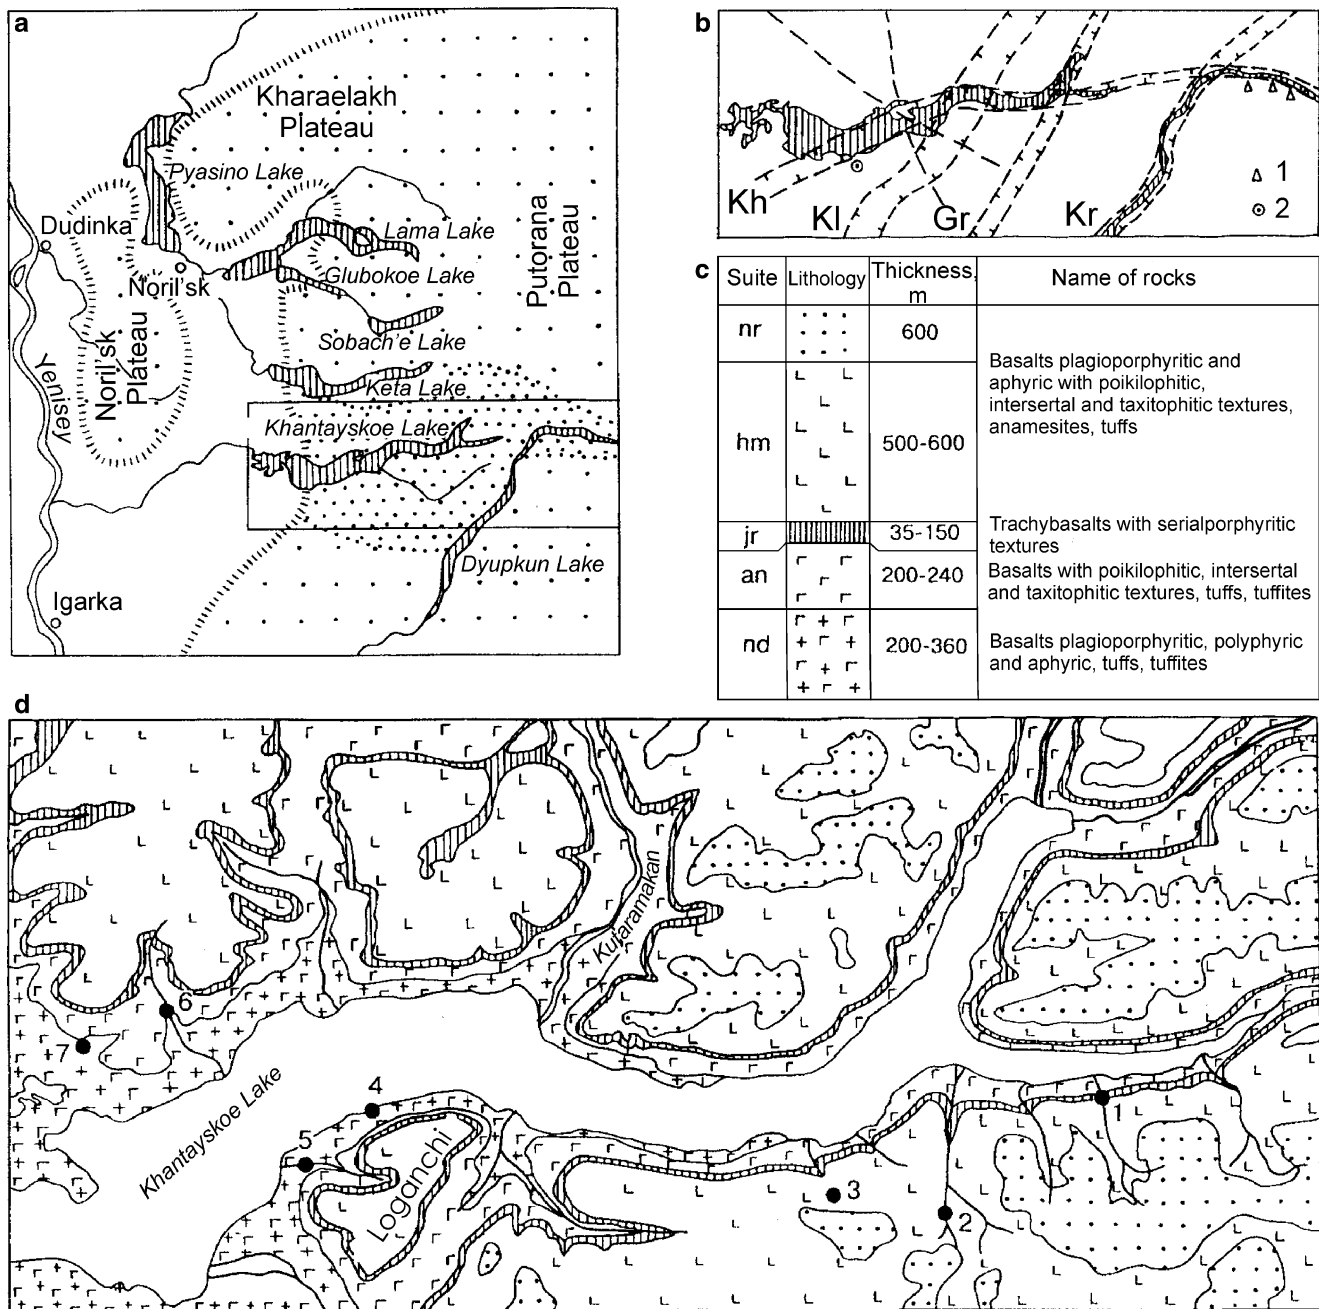 a
Kharaelakh
Plateau
Pyasino Lake
Dudinka
Noril'sk
Lama Lake
Glubokoe Lake
Putorana
Plateau
Noril'sk
Plateau
Sobach'e Lake
Keta Lake
Yenisey
Khantayskoe Lake
Dyupkun Lake
Igarka
b
Kh
Kl
Gr
Kr
1
2
c
Suite
Lithology
Thickness,
m
Name of rocks
nr
600
hm
500-600
Basalts plagioporphyritic and
aphyric with poikilophitic,
intersertal and taxitophitic textures,
anamesites, tuffs
jr
35-150
Trachybasalts with serialporphyritic
textures
an
200-240
Basalts with poikilophitic, intersertal
and taxitophitic textures, tuffs, tuffites
nd
200-360
Basalts plagioporphyritic, polyphyric
and aphyric, tuffs, tuffites
d
Kutaramakan
6
7
Khantayskoe Lake
4
5
Loganchi
3
2
1